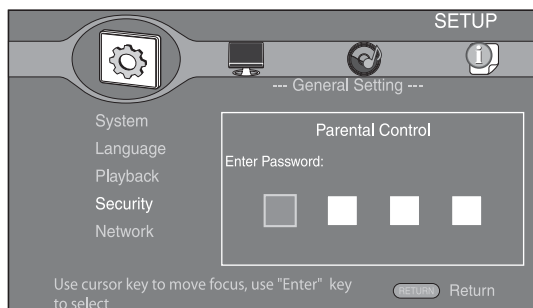 SETUP
--- General Setting ---
System
Language
Playback
Security
Network
Parental Control
Enter Password:
Use cursor key to move focus, use "Enter" key
to select
RETURN Return